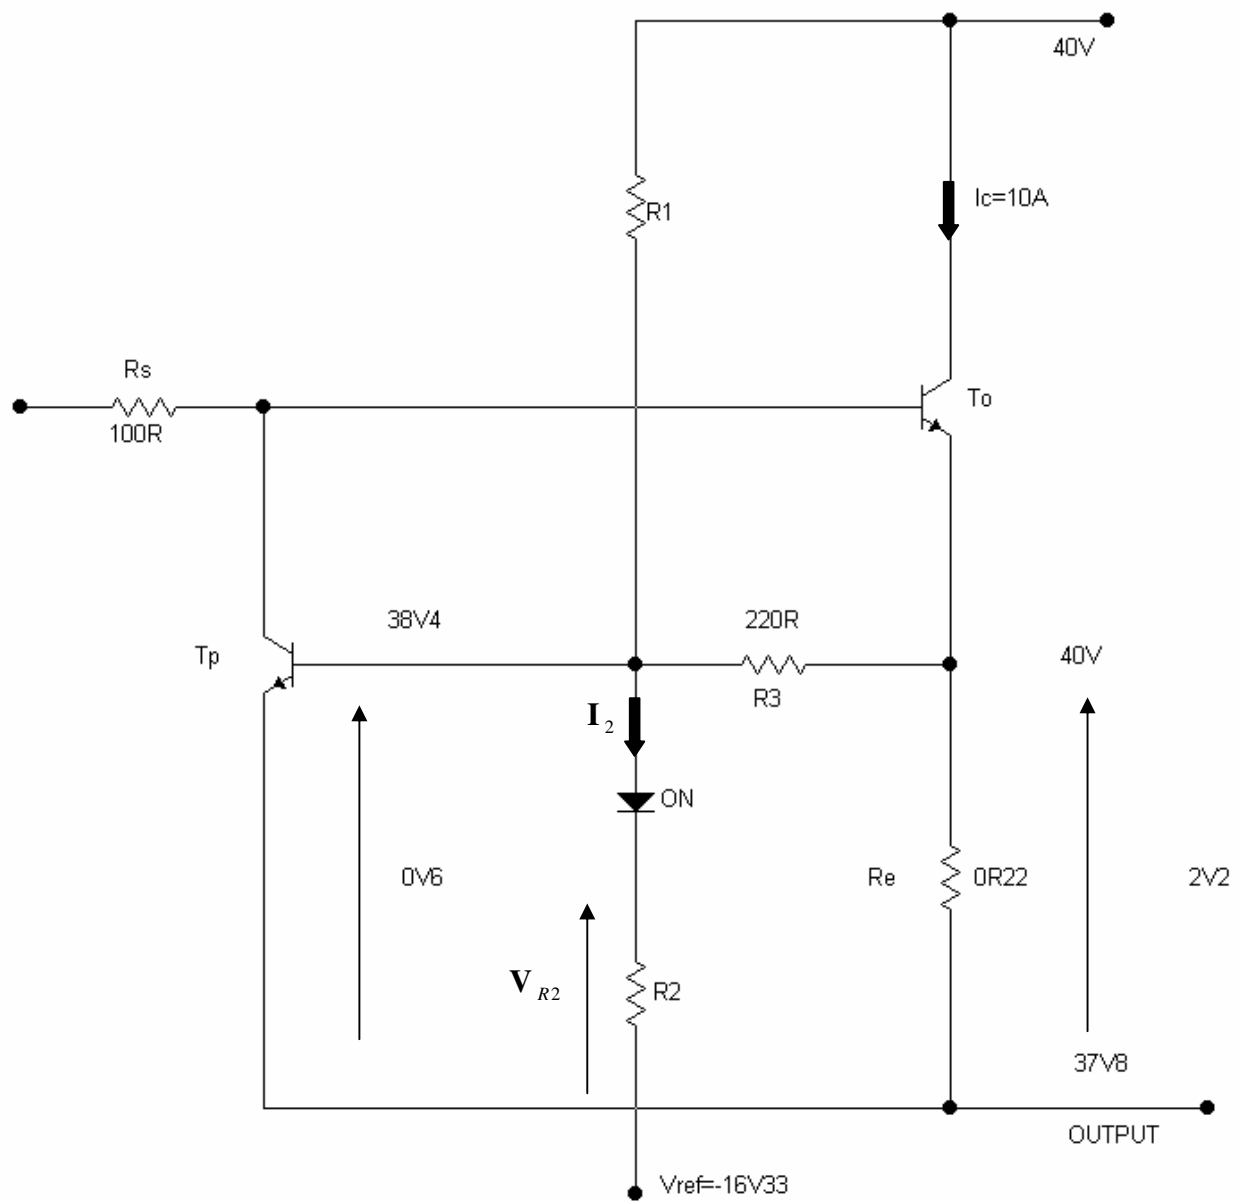 40V
Ic=10A
R1
Rs
To
100R
38V4
220R
Tp
40V
R3
I2
ON
0V6
Re
0R22
2V2
VR2
R2
37V8
OUTPUT
Vref=-16V33